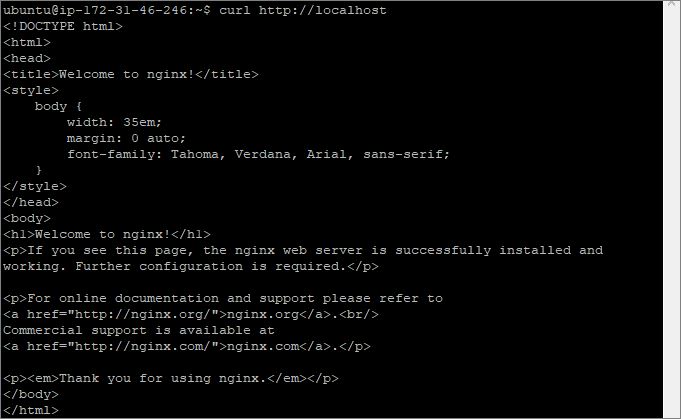 ubuntu@ip-172-31-46-246:~$ curl http://localhost
<!DOCTYPE html>
<html>
<head>
<title>Welcome to nginx!</title>
<style>
    body {
        width: 35em;
        margin: 0 auto;
        font-family: Tahoma, Verdana, Arial, sans-serif;
    }
</style>
</head>
<body>
<h1>Welcome to nginx!</h1>
<p>If you see this page, the nginx web server is successfully installed and
working. Further configuration is required.</p>

<p>For online documentation and support please refer to
<a href="http://nginx.org/">nginx.org</a>.<br/>
Commercial support is available at
<a href="http://nginx.com/">nginx.com</a>.</p>

<p><em>Thank you for using nginx.</em></p>
</body>
</html>